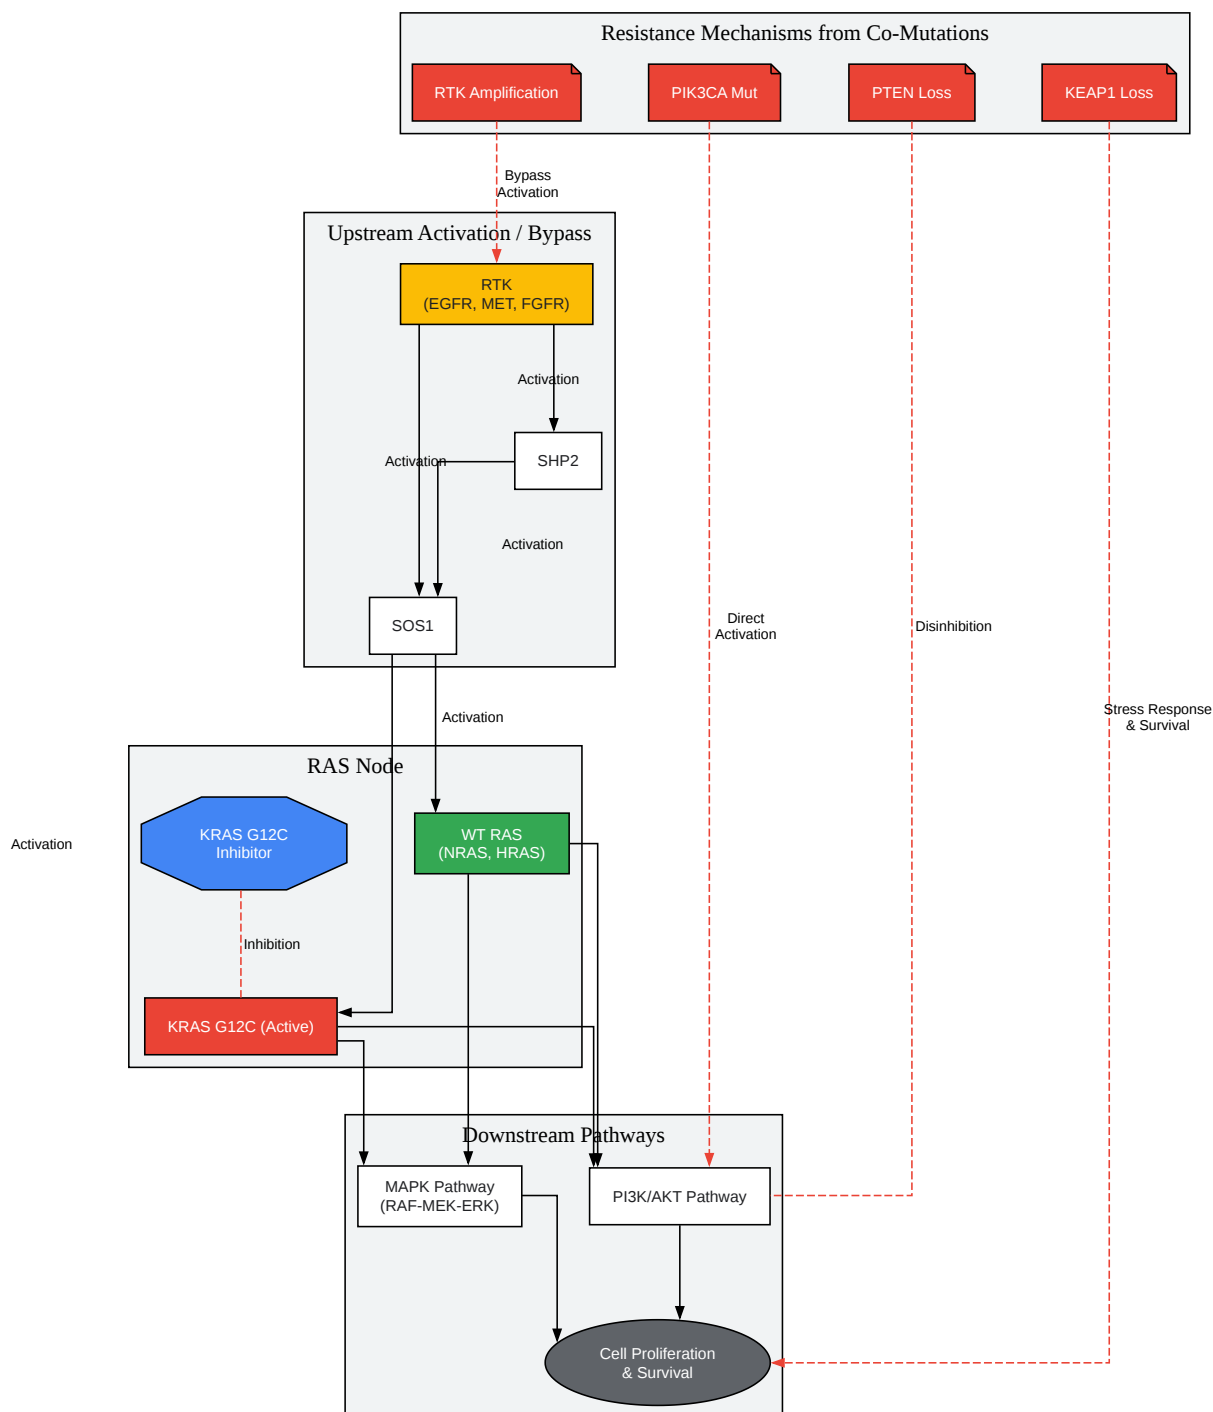 Resistance Mechanisms from Co-Mutations
RTK Amplification
PIK3CA Mut
PTEN Loss
KEAP1 Loss
Bypass
Activation
Upstream Activation / Bypass
RTK
(EGFR, MET, FGFR)
Activation
Activation
SHP2
Activation
SOS1
Direct
Activation
Disinhibition
Stress Response
& Survival
Activation
RAS Node
KRAS G12C
Inhibitor
WT RAS
(NRAS, HRAS)
Activation
Inhibition
KRAS G12C (Active)
Downstream Pathways
MAPK Pathway
(RAF-MEK-ERK)
PI3K/AKT Pathway
Cell Proliferation
& Survival